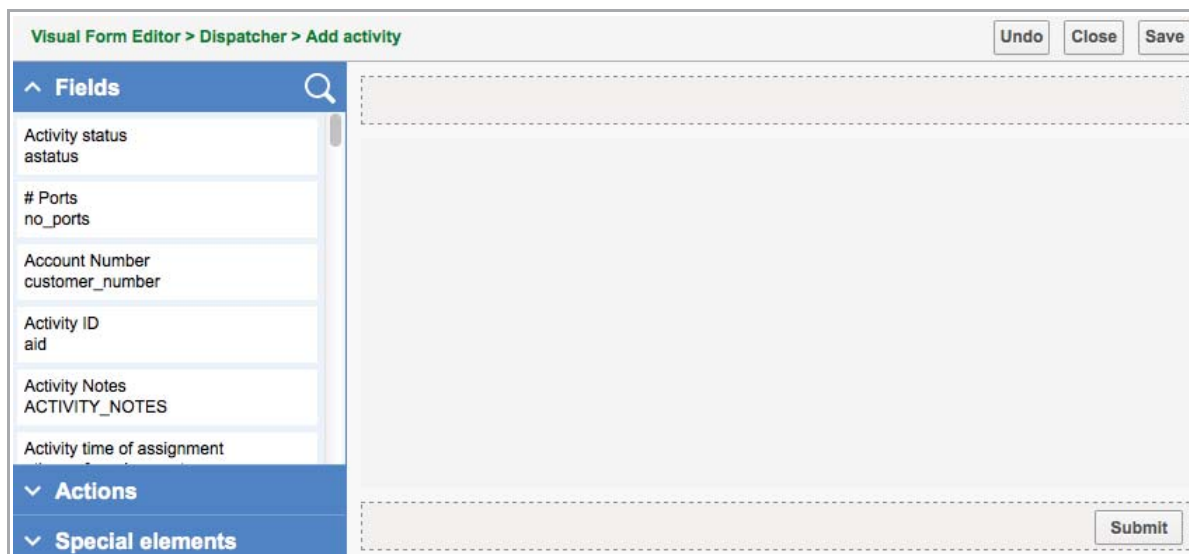 Visual Form Editor > Dispatcher > Add activity
Undo
Close
Save
Fields
Activity status
astatus
# Ports
no_ports
Account Number
customer_number
Activity ID
aid
Activity Notes
ACTIVITY_NOTES
Activity time of assignment
Actions
Special elements
Submit